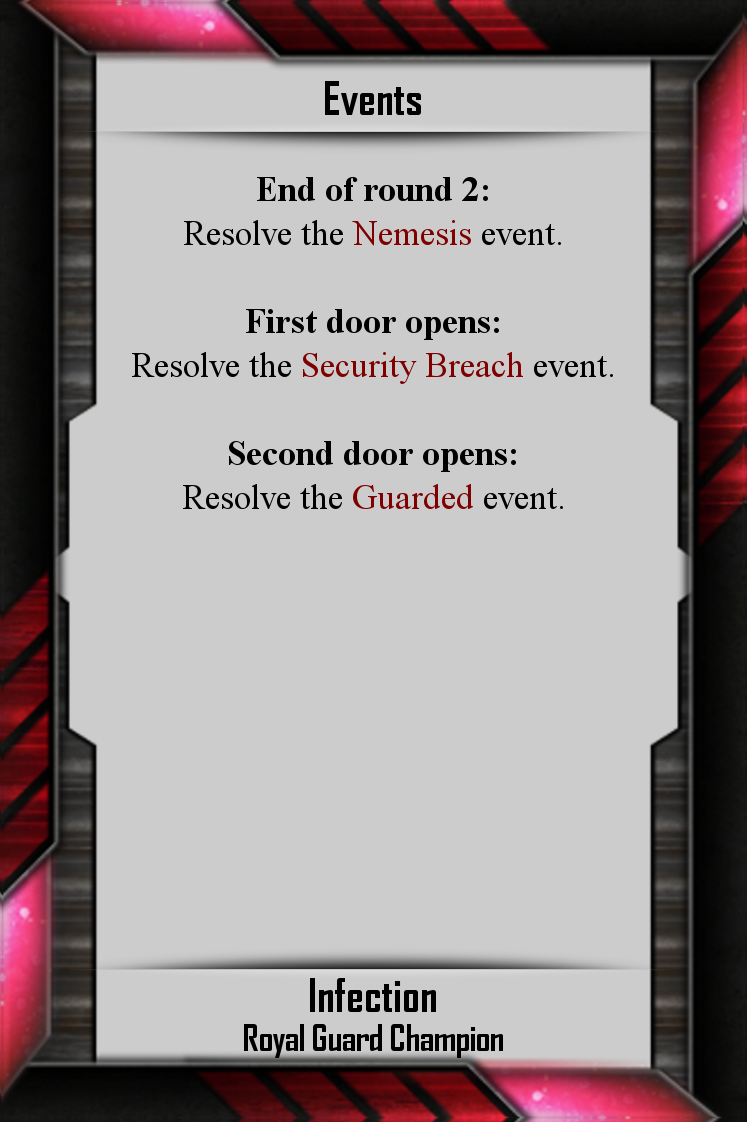 Events
End of round 2:
Resolve the Nemesis event.
First door opens:
Resolve the Security Breach event.
Second door opens:
Resolve the Guarded event.
Infection
Royal Guard Champion